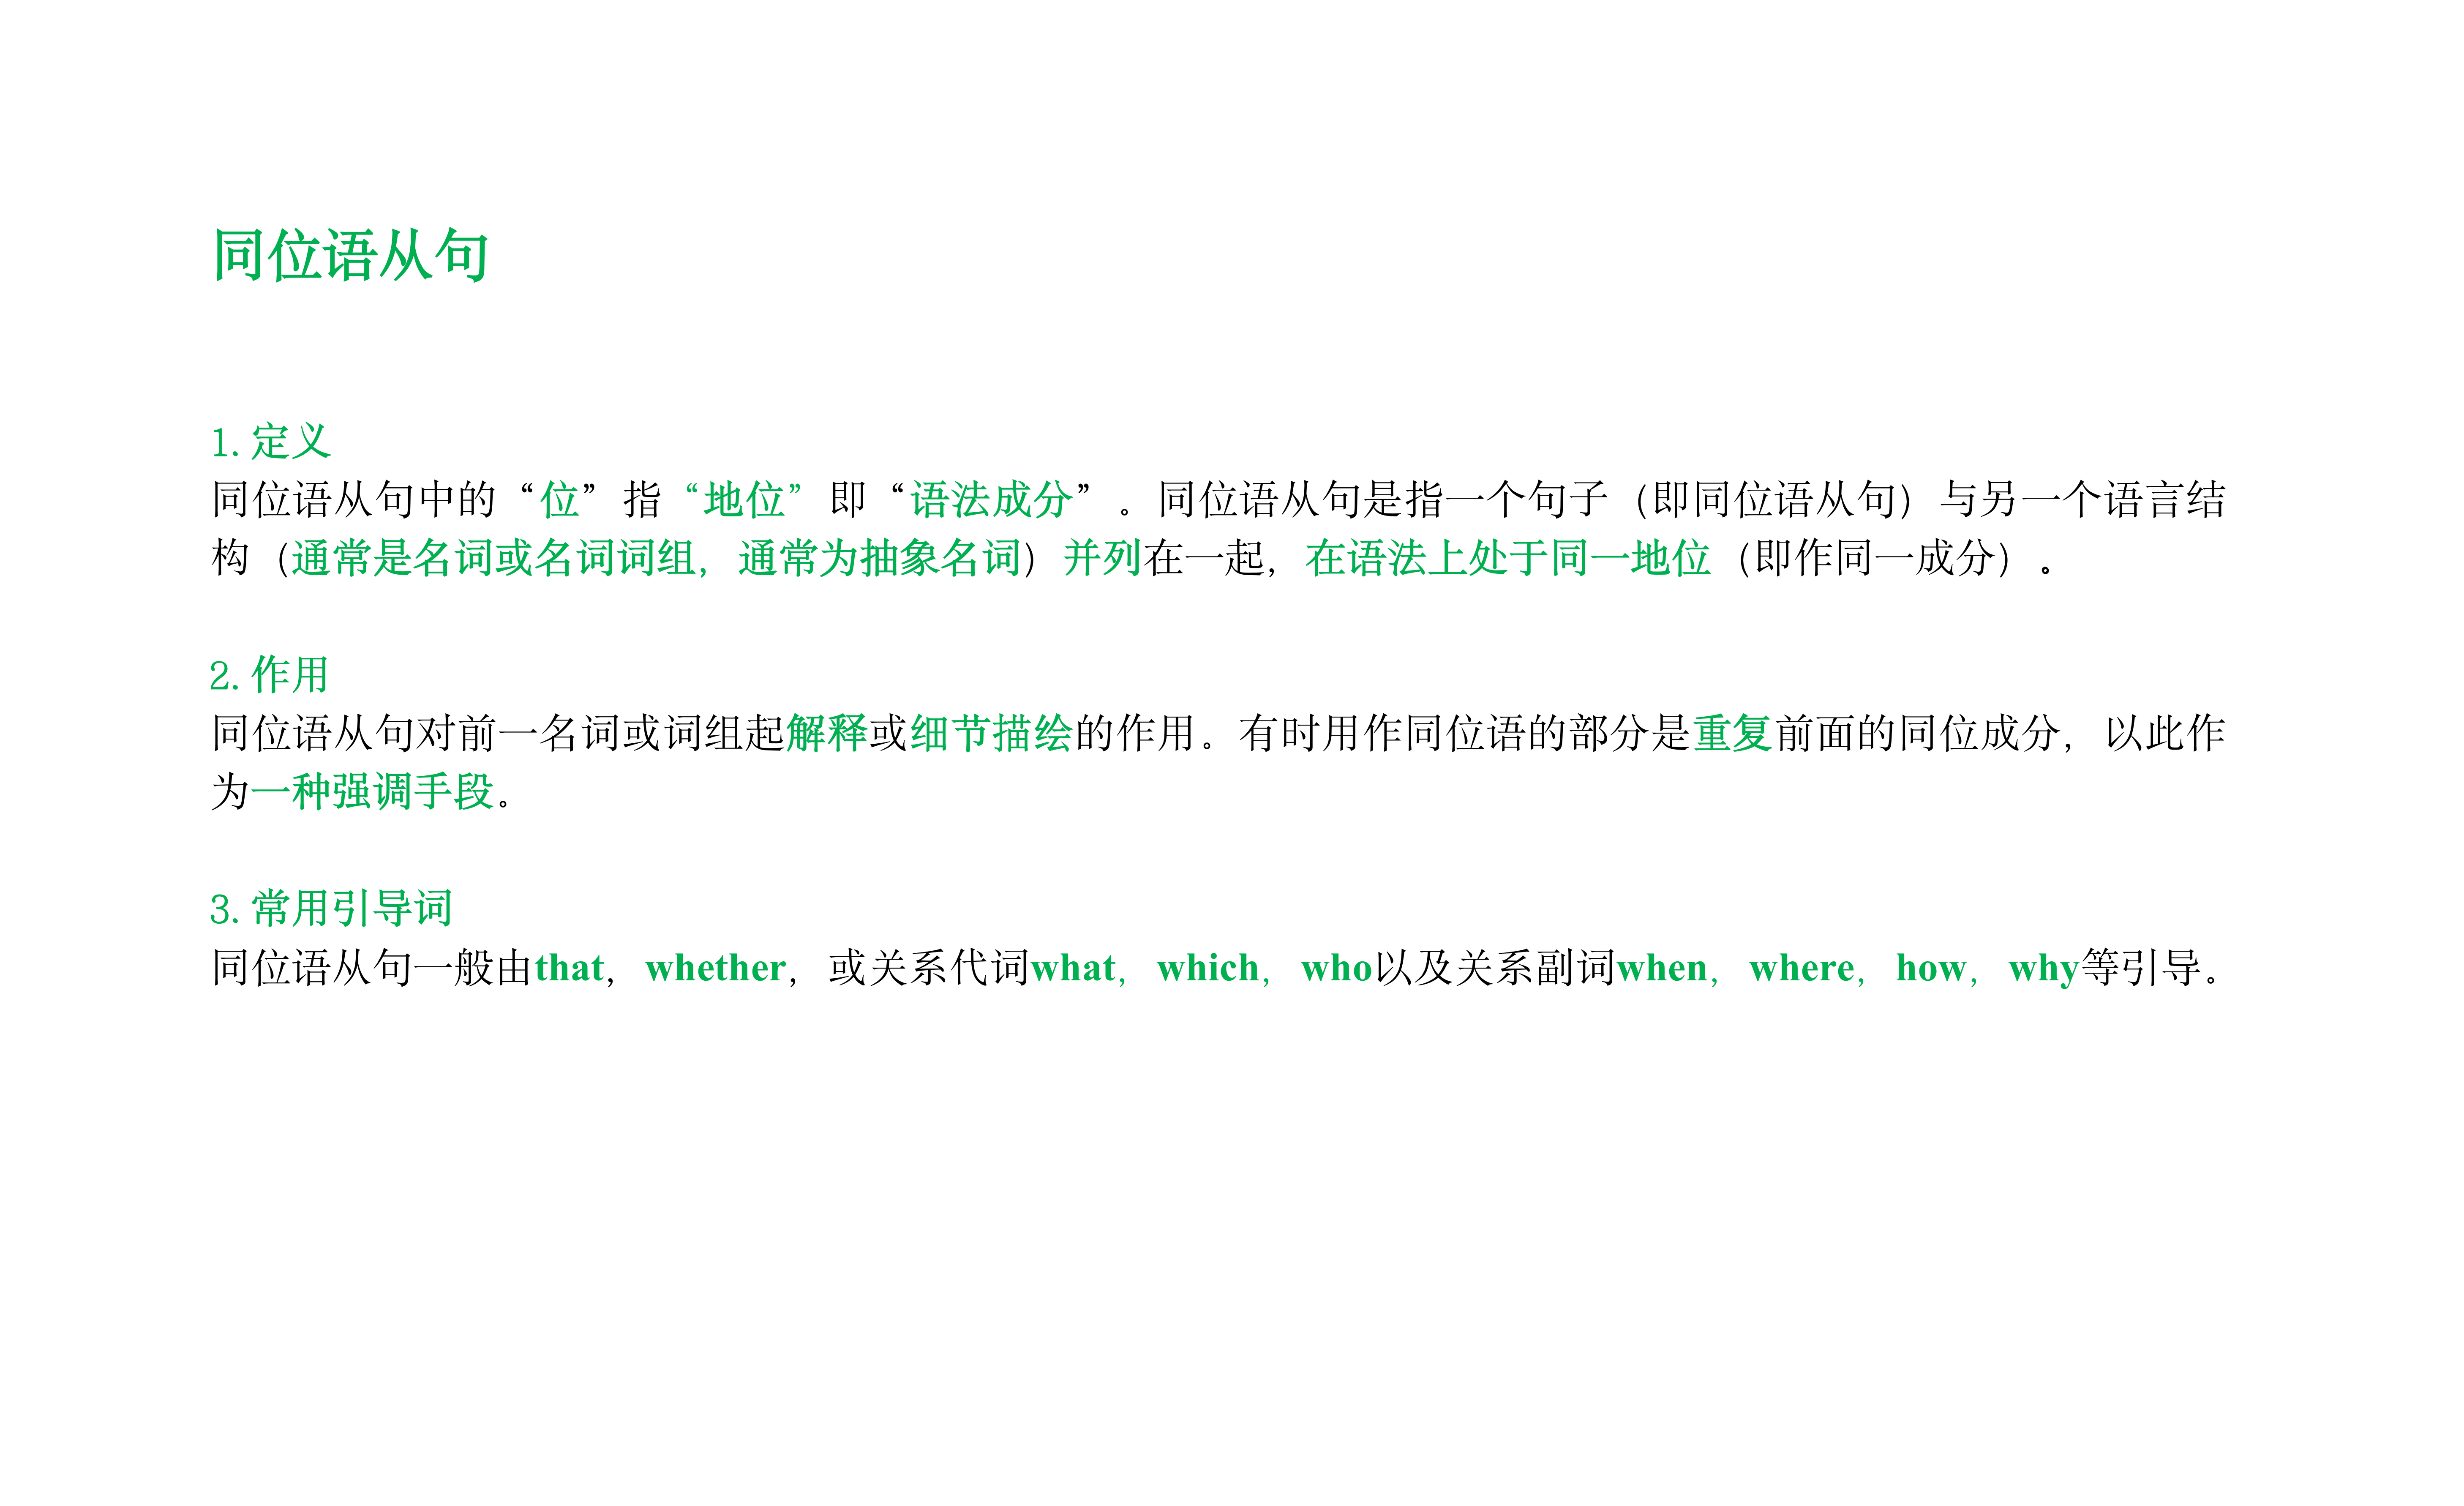 同位语从句
1. 定义
同位语从句中的“位”指“地位”即“语法成分”。同位语从句是指一个句子（即同位语从句）与另一个语言结
构（通常是名词或名词词组，通常为抽象名词）并列在一起，在语法上处于同一地位（即作同一成分）。
2. 作用
同位语从句对前一名词或词组起解释或细节描绘的作用。有时用作同位语的部分是重复前面的同位成分，以此作
为一种强调手段。
3. 常用引导词
同位语从句一般由that，whether，或关系代词what，which，who以及关系副词when，where，how，why等引导。